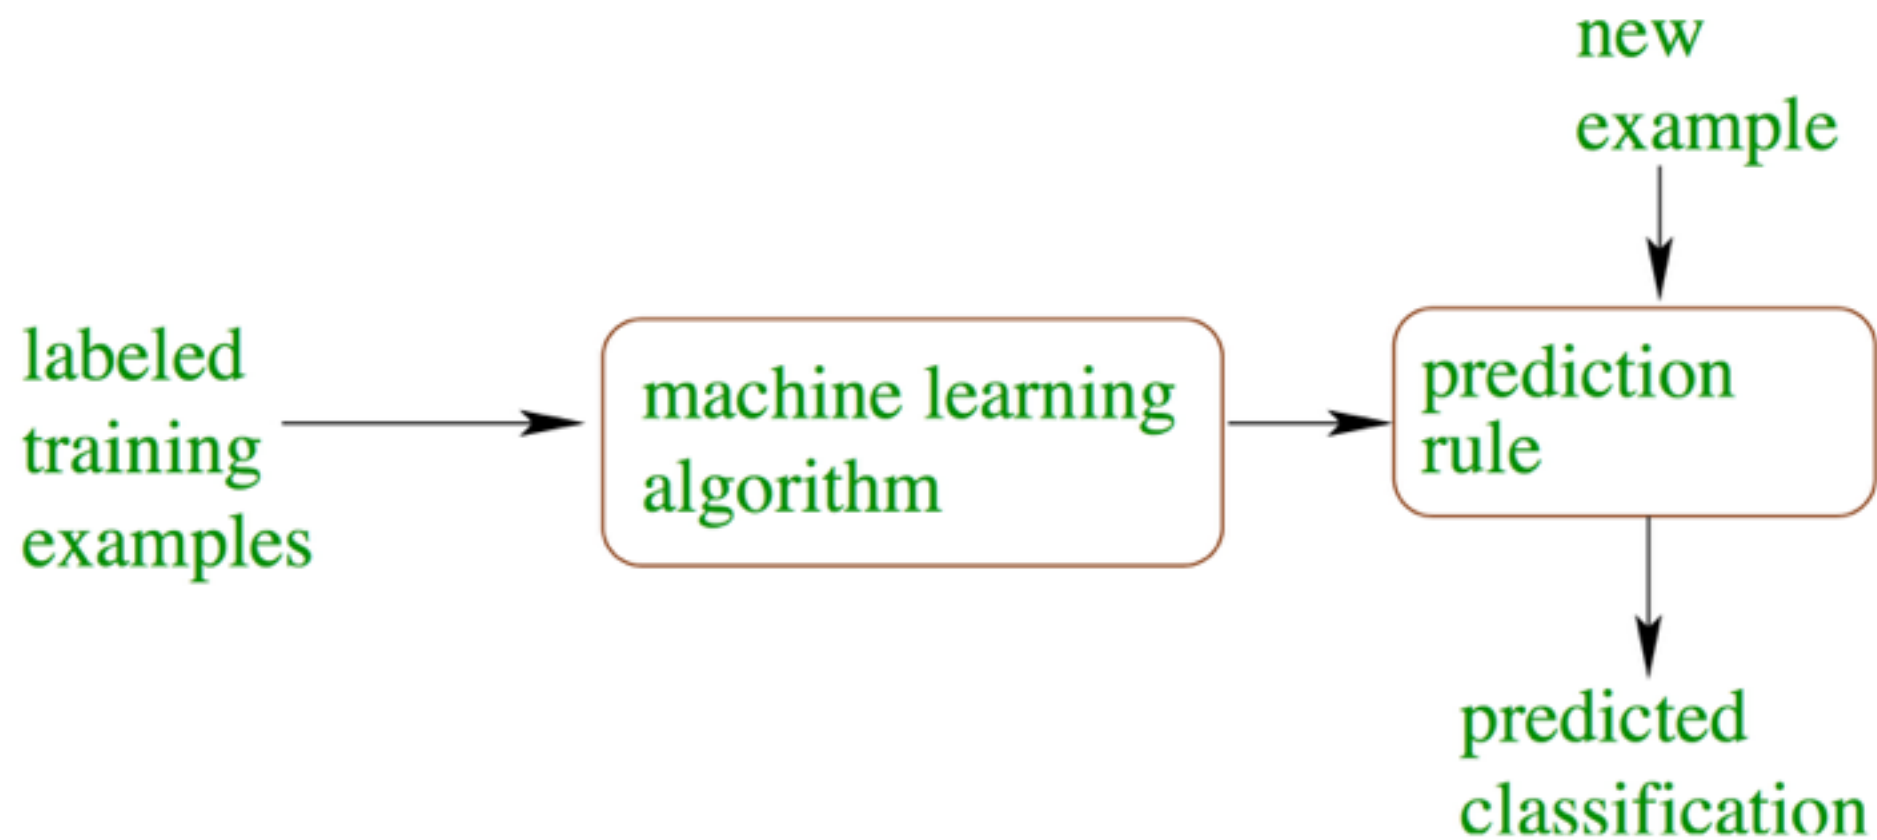 new
example
labeled
training
examples
machine learning
algorithm
prediction
rule
predicted
classification